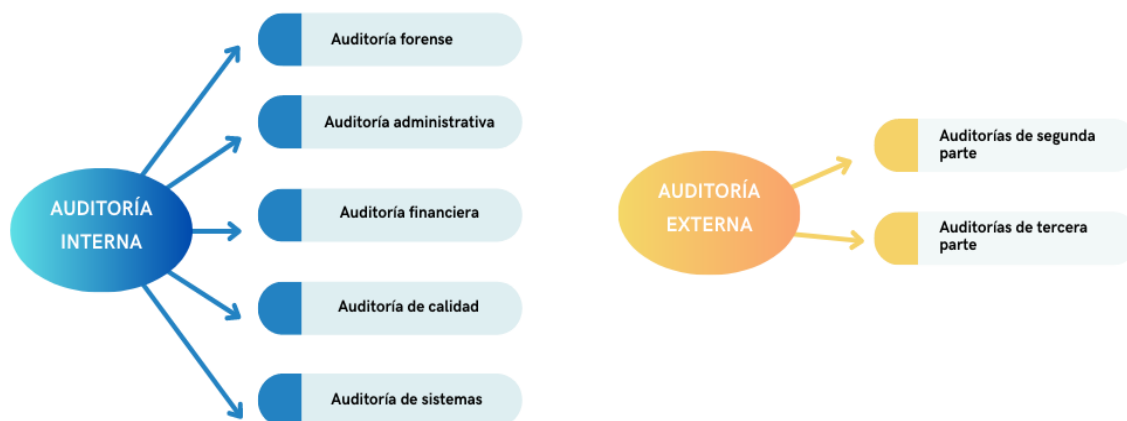 AUDITORÍA
INTERNA
Auditoría forense
Auditoría administrativa
Auditoría financiera
Auditoría de calidad
Auditoría de sistemas
AUDITORÍA
EXTERNA
Auditorías de segunda
parte
Auditorías de tercera
parte